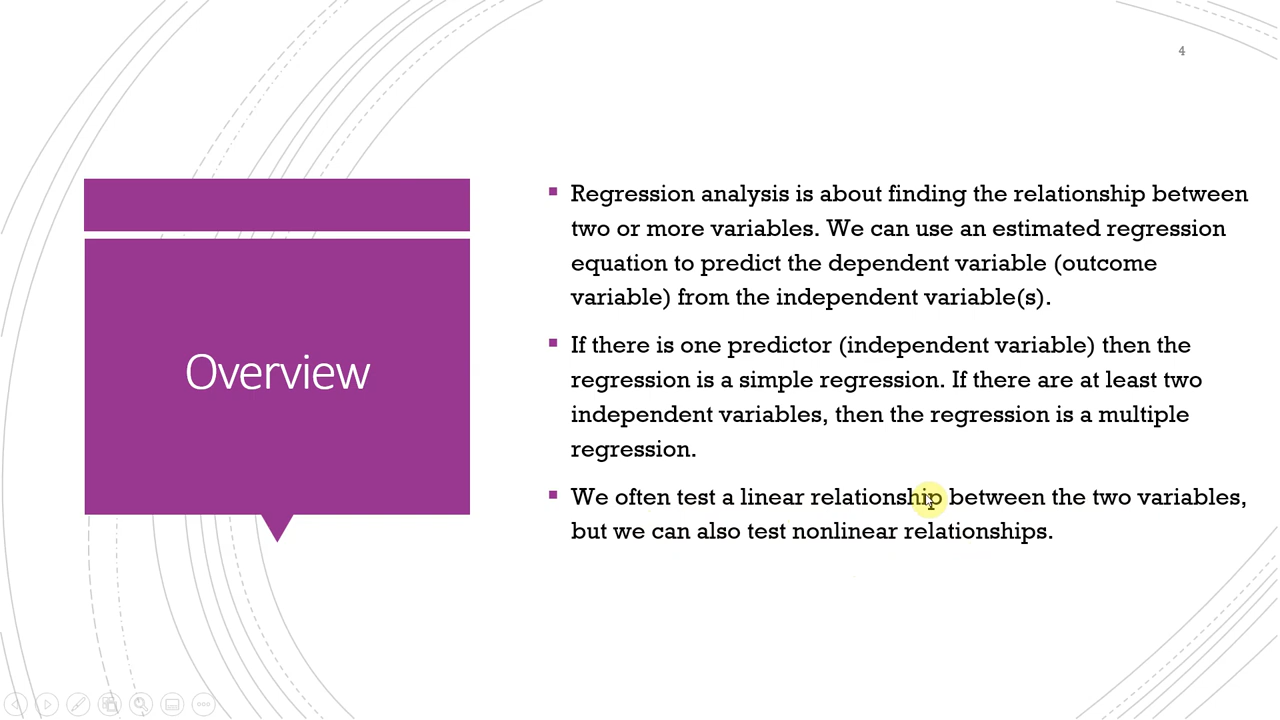 4
Overview
Regression analysis is about finding the relationship between
two or more variables. We can use an estimated regression
equation to predict the dependent variable (outcome
variable) from the independent variable(s).
If there is one predictor (independent variable) then the
regression is a simple regression. If there are at least two
independent variables, then the regression is a multiple
regression.
We often test a linear relationship between the two variables,
but we can also test nonlinear relationships.